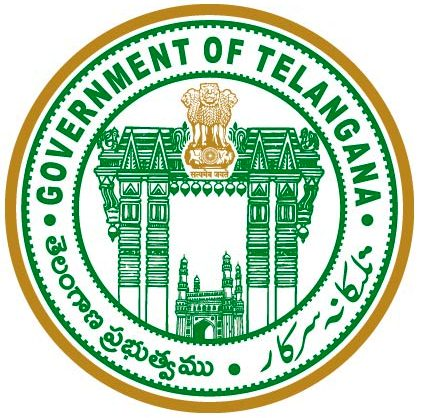 GOVERNMENT OF TELANGANA
सत्यमेव जयते
తెలంగాణ ప్రభుత్వము
تلنگانہ سرکار